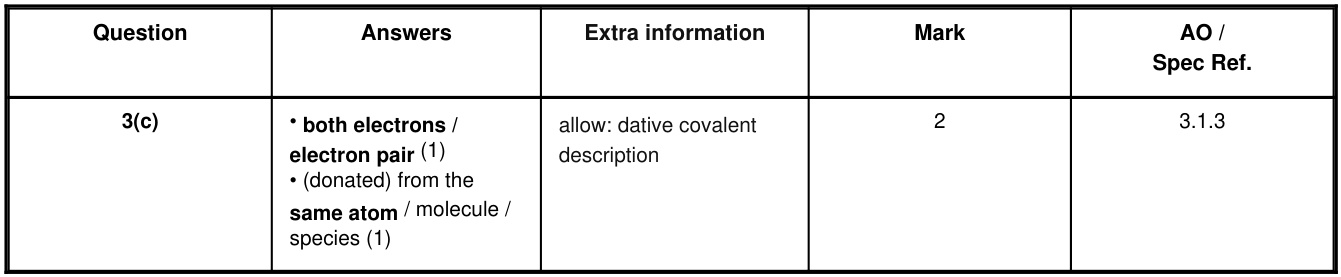 Question Answers Extra information Mark AO /
Spec Ref.
3(c) • both electrons / allow: dative covalent 2 3.1.3
electron pair (1) description
• (donated) from the
same atom / molecule /
species (1)